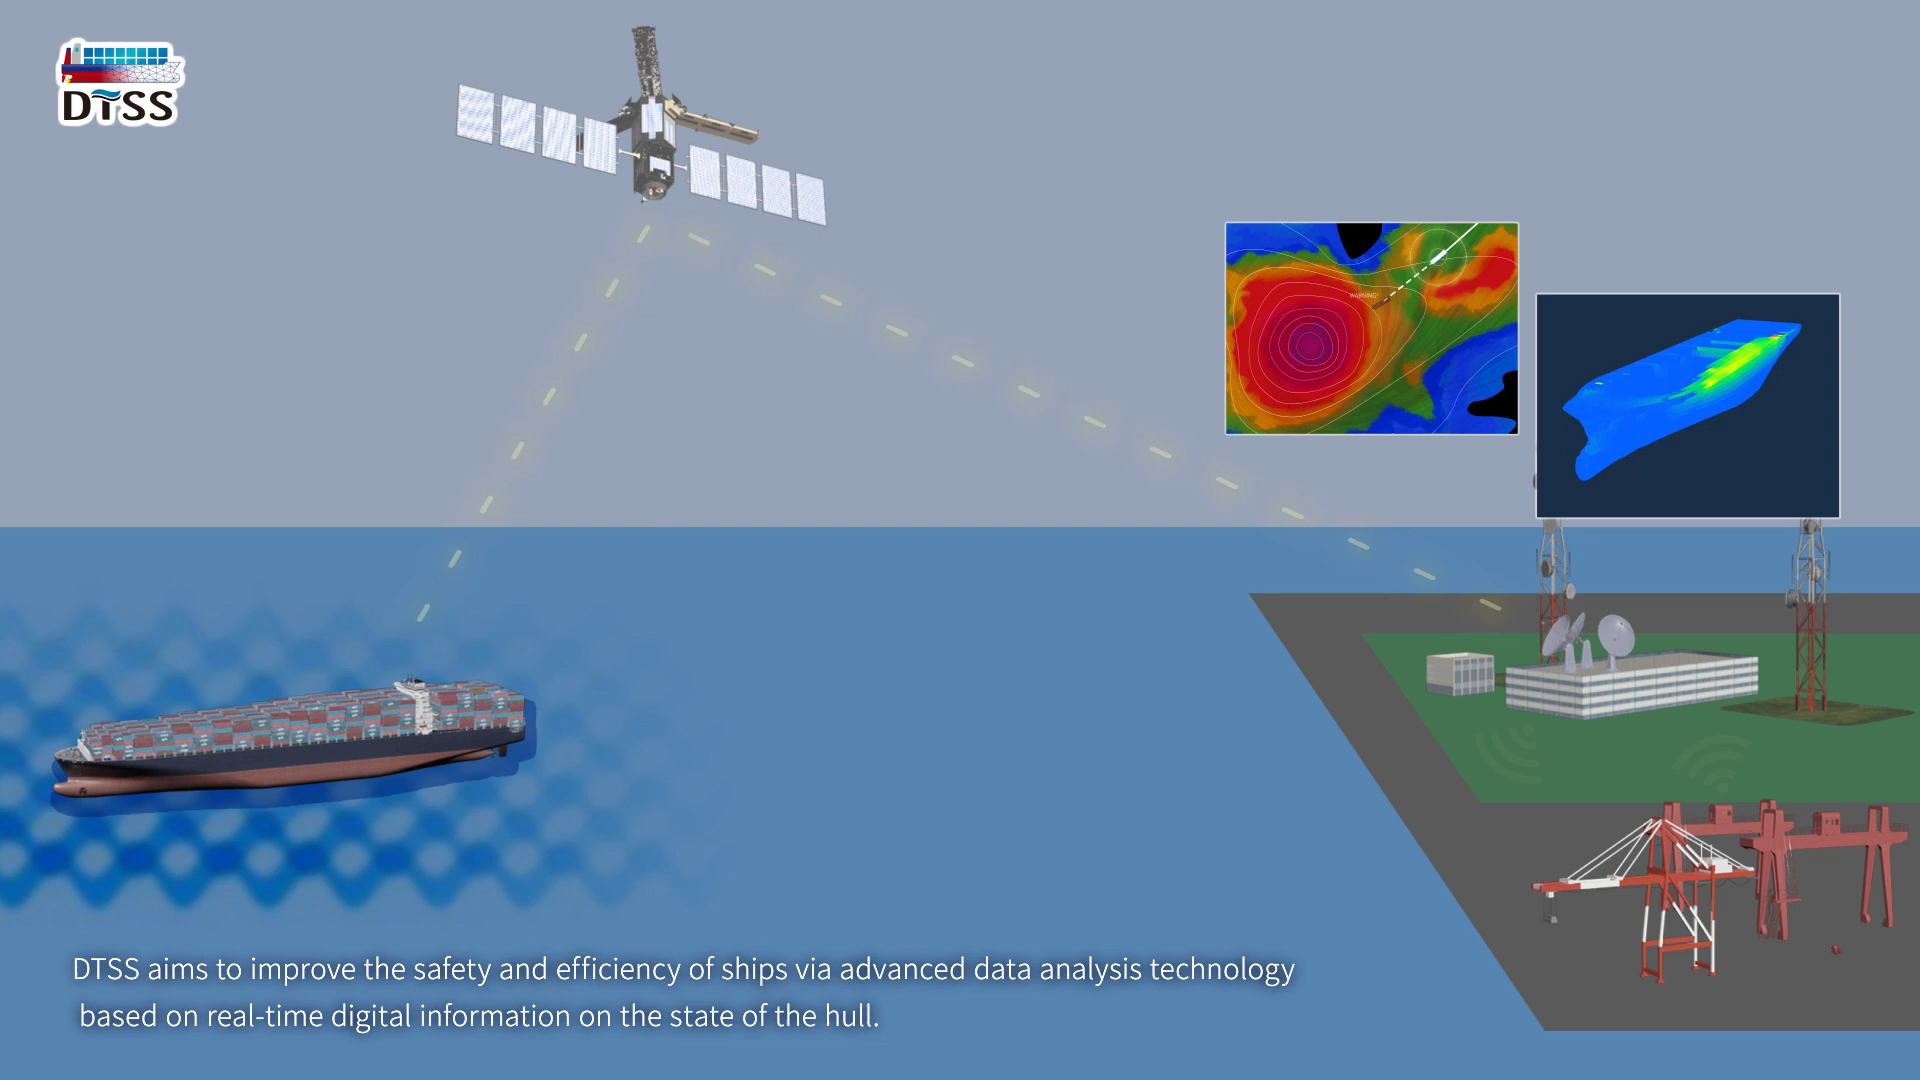 DTSS
WARNING!
DTSS aims to improve the safety and efficiency of ships via advanced data analysis technology
based on real-time digital information on the state of the hull.